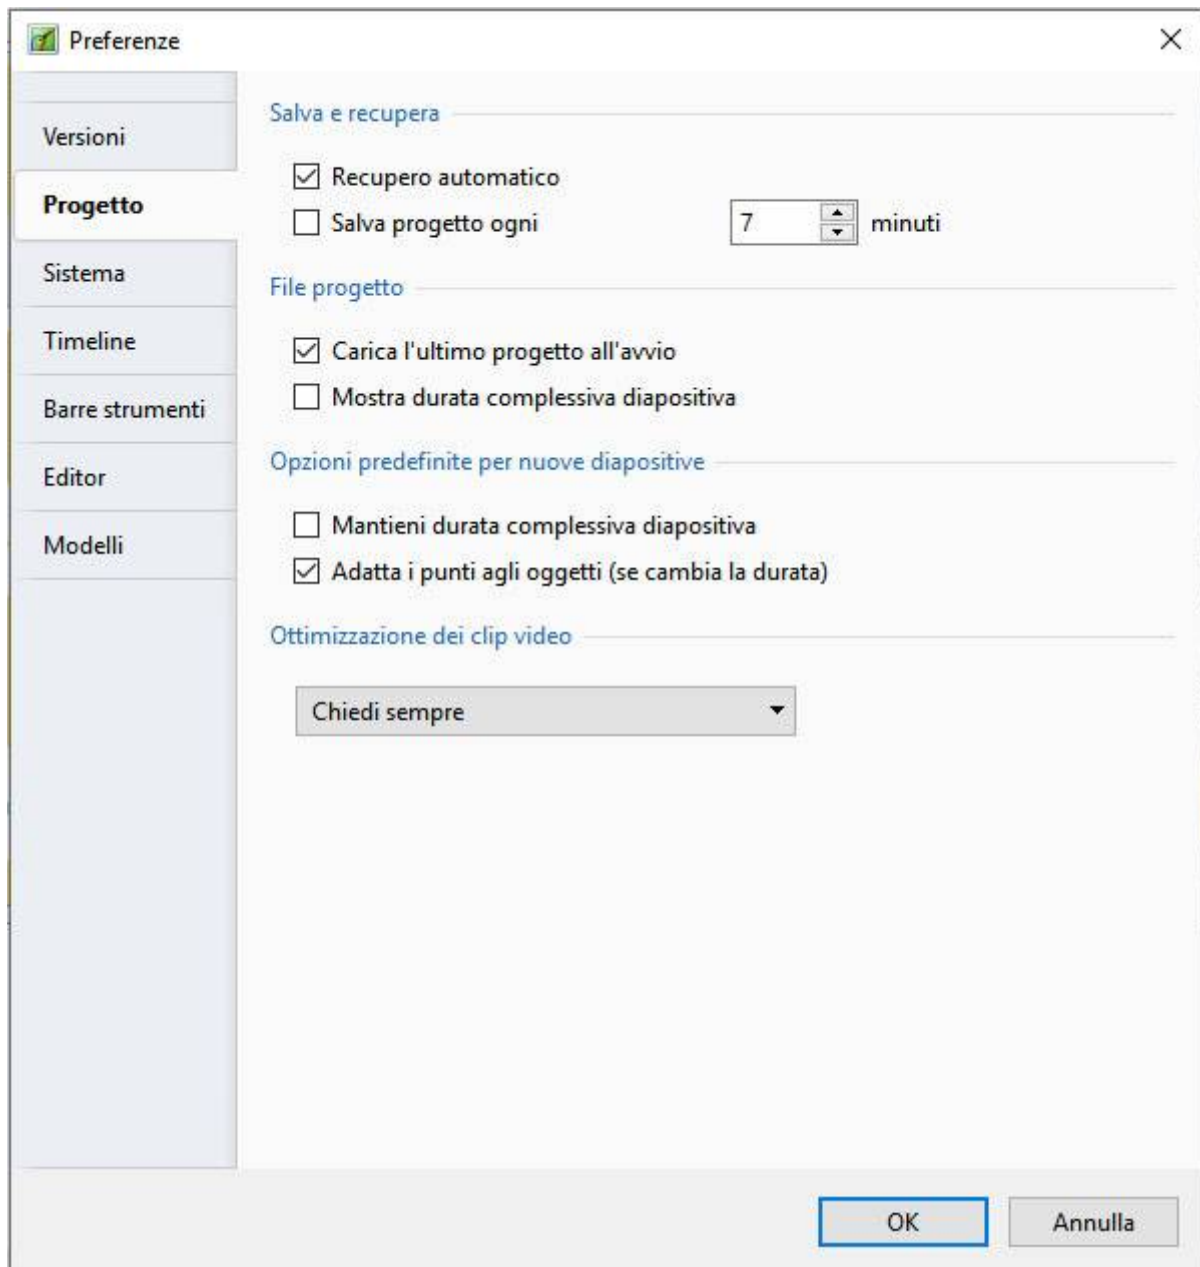 Preferenze
Versioni
Progetto
Sistema
Timeline
Barre strumenti
Editor
Modelli
Salva e recupera
Recupero automatico
Salva progetto ogni 7 minuti
File progetto
Carica l'ultimo progetto all'avvio
Mostra durata complessiva diapositiva
Opzioni predefinite per nuove diapositive
Mantieni durata complessiva diapositiva
Adatta i punti agli oggetti (se cambia la durata)
Ottimizzazione dei clip video
Chiedi sempre
OK Annulla